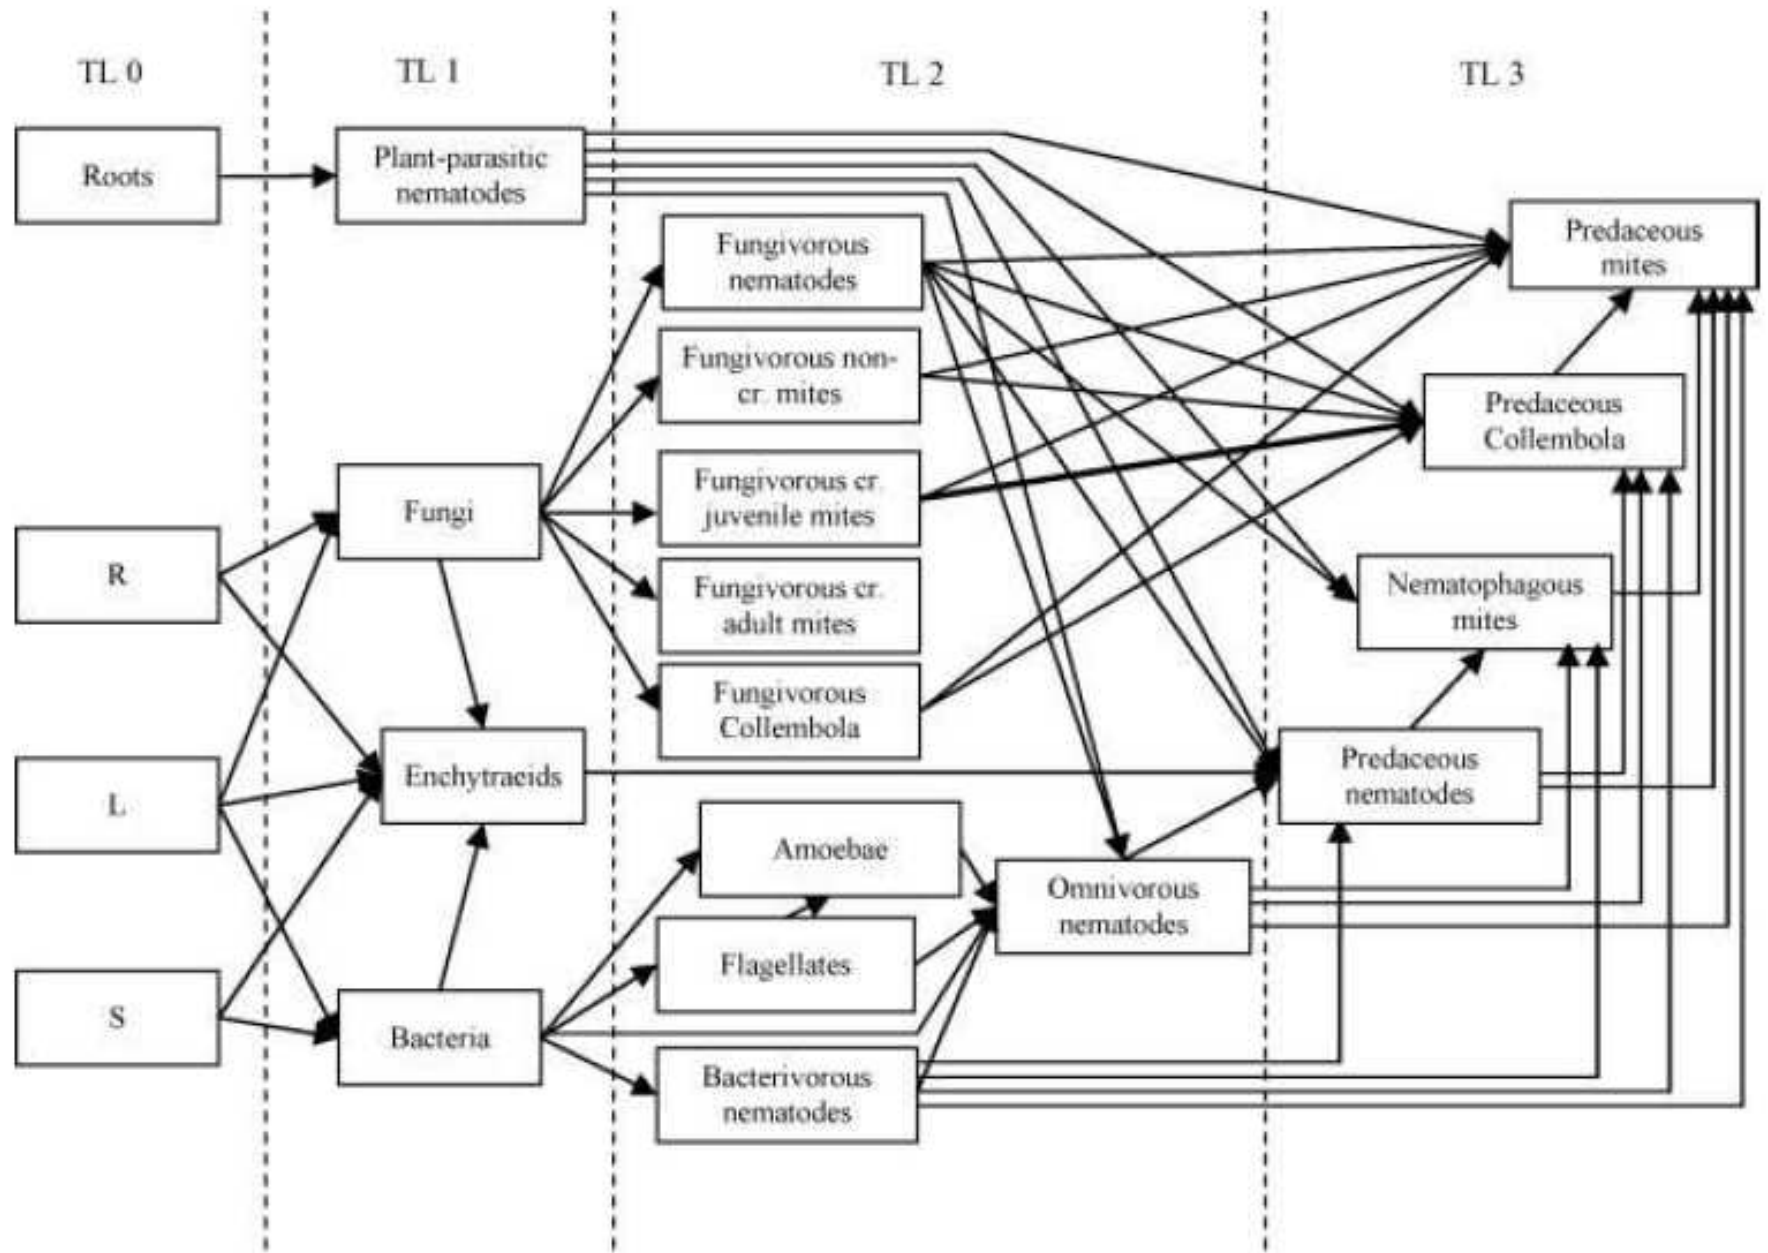 TL 0
TL 1
TL 2
TL 3
Roots
Plant-parasitic
nematodes
Fungivorous
nematodes
Predaceous
mites
Fungivorous non-
cr. mites
Predaceous
Collembola
Fungi
Fungivorous cr.
juvenile mites
R
Fungivorous cr.
adult mites
Nematophagous
mites
Fungivorous
Collembola
L
Enchytraeids
Predaceous
nematodes
Amoebae
Omnivorous
nematodes
Flagellates
S
Bacteria
Bacterivorous
nematodes